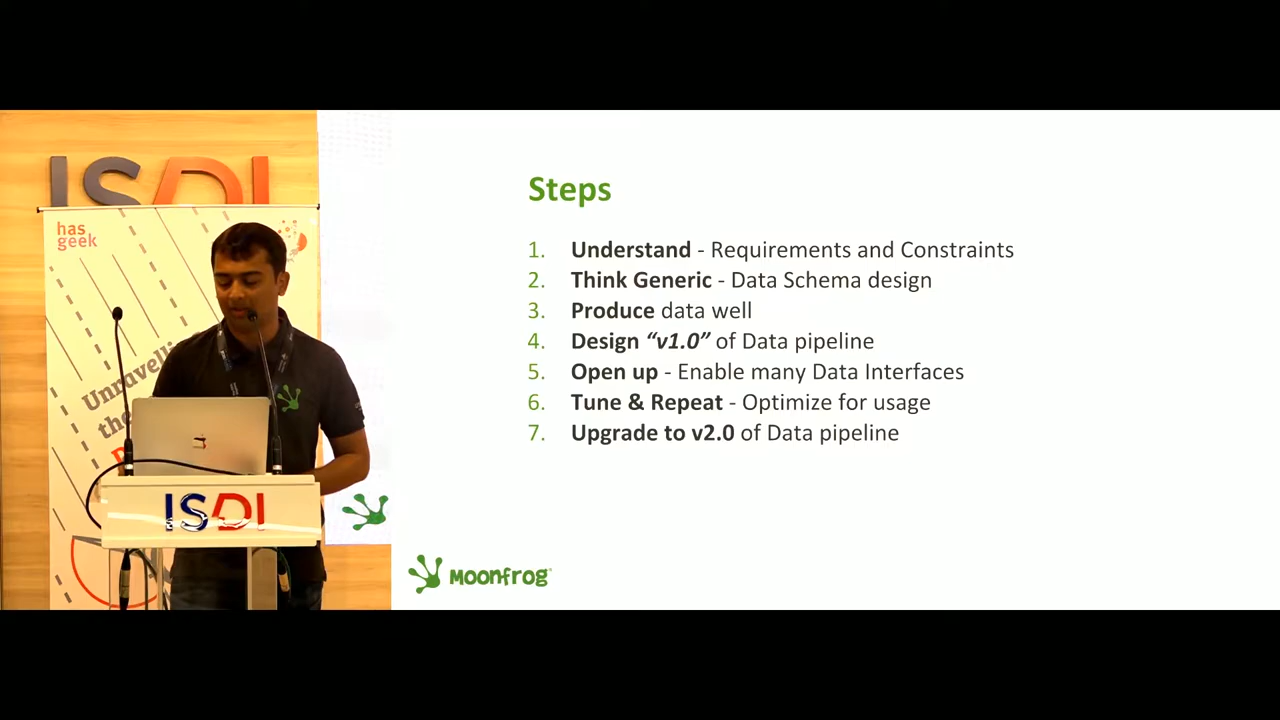 ISDI
has
geek
Unravelli
the
ISDI
Steps
1. Understand - Requirements and Constraints
2. Think Generic - Data Schema design
3. Produce data well
4. Design “v1.0” of Data pipeline
5. Open up - Enable many Data Interfaces
6. Tune & Repeat - Optimize for usage
7. Upgrade to v2.0 of Data pipeline
Moonfrog